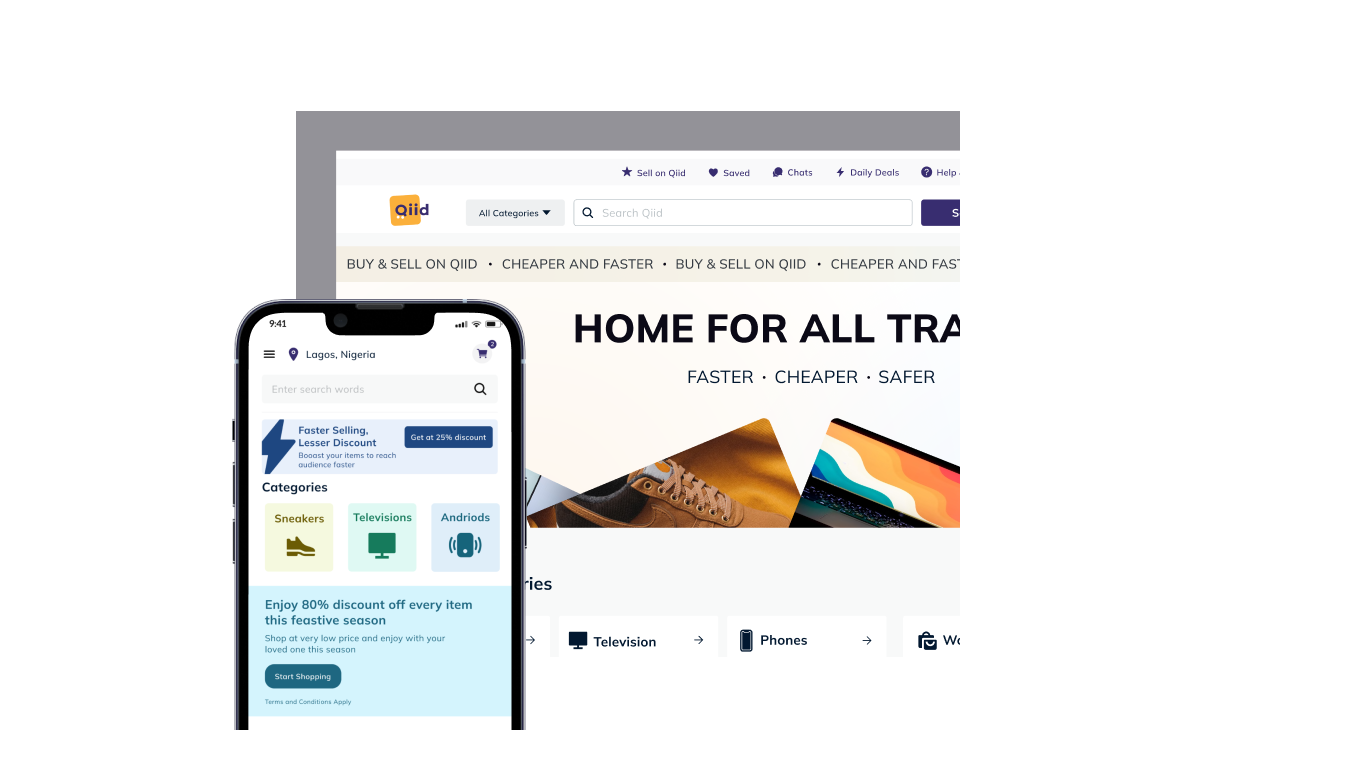 Sell on Qiid
Saved
Chats
Daily Deals
Help
Qiid
All Categories
Search Qiid
S
BUY & SELL ON QIID • CHEAPER AND FASTER • BUY & SELL ON QIID • CHEAPER AND FAST
HOME FOR ALL TRA
FASTER • CHEAPER • SAFER
ries
Television
Phones
Wo
9:41
Lagos, Nigeria
2
Enter search words
Faster Selling,
Lesser Discount
Booast your items to reach
audience faster
Get at 25% discount
Categories
Sneakers
Televisions
Andriods
Enjoy 80% discount off every item
this feastive season
Shop at very low price and enjoy with your
loved one this season
Start Shopping
Terms and Conditions Apply